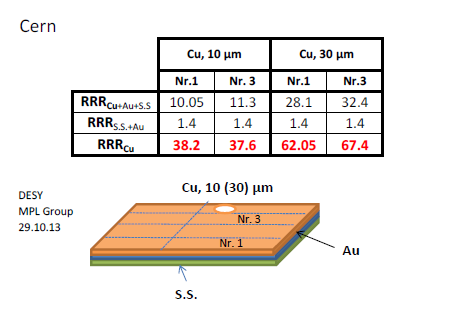 Cern
Cu, 10 µm Cu, 30 µm
Nr.1 Nr. 3 Nr.1 Nr.3
RRRCu+Au+S.S 10.05 11.3 28.1 32.4
RRRS.S.+Au 1.4 1.4 1.4 1.4
RRRCu 38.2 37.6 62.05 67.4
Cu, 10 (30) µm
DESY
MPL Group
29.10.13
Nr. 3
Nr. 1
Au
S.S.